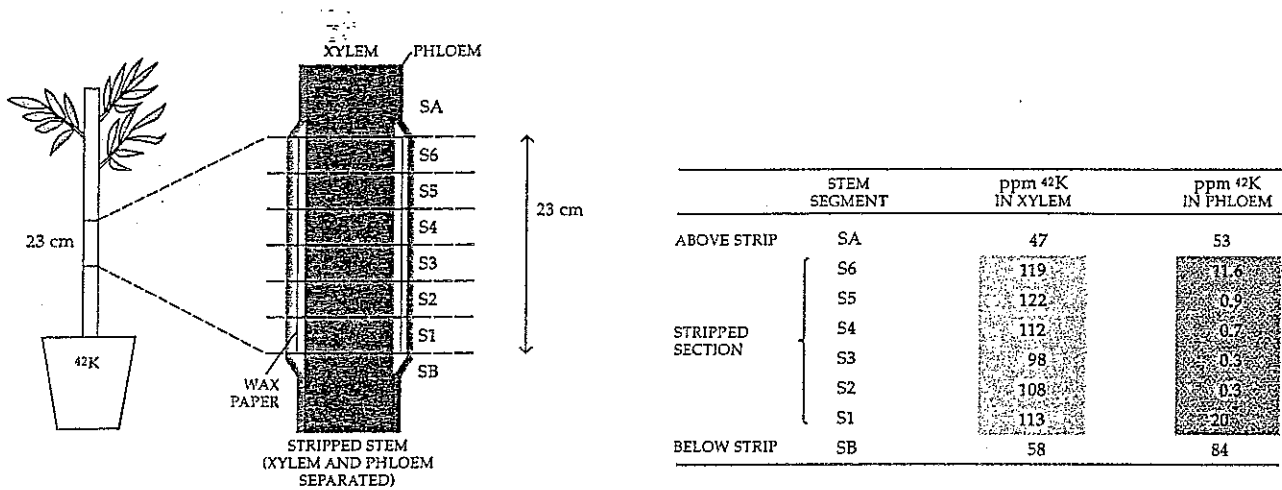 XYLEM
PHLOEM
SA
S6
S5
S4
S3
S2
S1
SB
23 cm
23 cm
42K
WAX
PAPER
STRIPPED STEM
(XYLEM AND PHLOEM
SEPARATED)
STEM SEGMENT ppm ⁴²K IN XYLEM ppm ⁴²K IN PHLOEM
ABOVE STRIP SA 47 53
S6 119 11.6
S5 122 0.9
S4 112 0.7
STRIPPED SECTION S3 98 0.3
S2 108 0.3
S1 113 20
BELOW STRIP SB 58 84